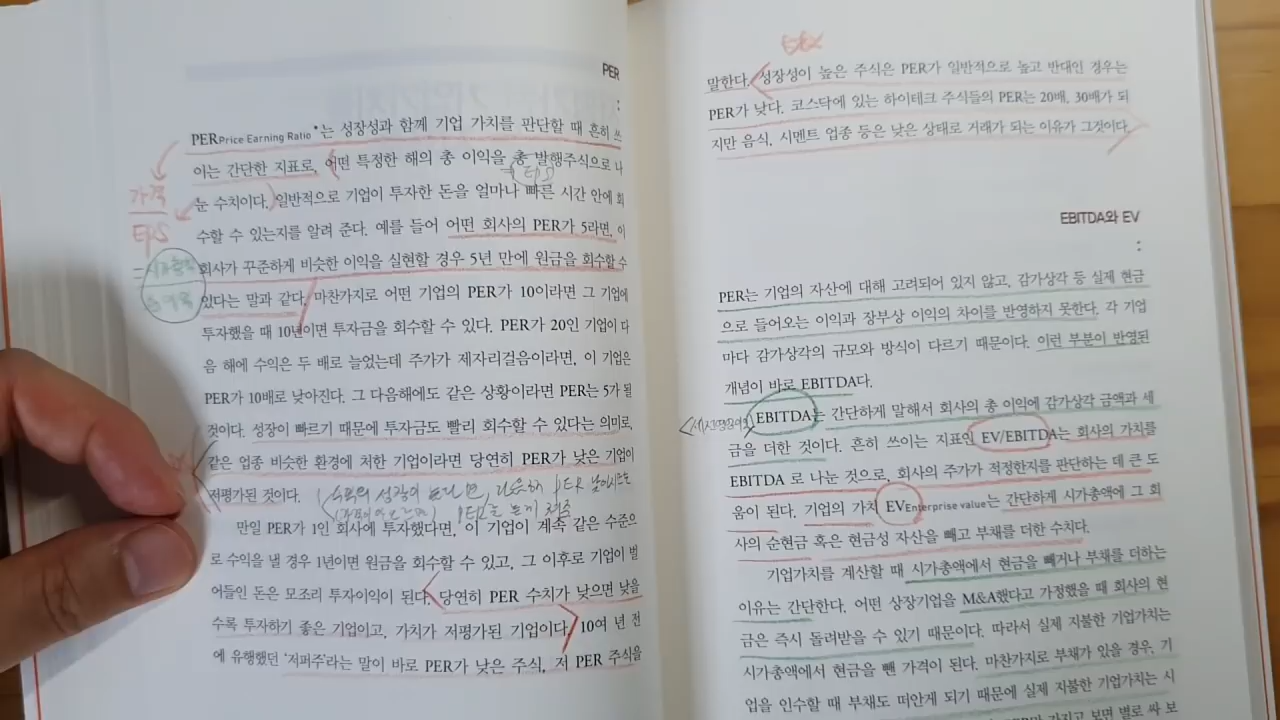 PER
:
PERPrice Earning Ratio*는 성장성과 함께 기업 가치를 판단할 때 흔히 쓰
이는 간단한 지표로, 어떤 특정한 해의 총 이익을 총 발행주식으로 나
눈 수치이다. 일반적으로 기업이 투자한 돈을 얼마나 빠른 시간 안에 회
수할 수 있는지를 알려 준다. 예를 들어 어떤 회사의 PER가 5라면, 이
회사가 꾸준하게 비슷한 이익을 실현할 경우 5년 만에 원금을 회수할 수
있다는 말과 같다. 마찬가지로 어떤 기업의 PER가 10이라면 그 기업에
투자했을 때 10년이면 투자금을 회수할 수 있다. PER가 20인 기업이 다
음 해에 수익은 두 배로 늘었는데 주가가 제자리걸음이라면, 이 기업은
PER가 10배로 낮아진다. 그 다음해에도 같은 상황이라면 PER는 5가 될
것이다. 성장이 빠르기 때문에 투자금도 빨리 회수할 수 있다는 의미로,
같은 업종 비슷한 환경에 처한 기업이라면 당연히 PER가 낮은 기업이
저평가된 것이다.
만일 PER가 1인 회사에 투자했다면, 이 기업이 계속 같은 수준으
로 수익을 낼 경우 1년이면 원금을 회수할 수 있고, 그 이후로 기업이 벌
어들인 돈은 모조리 투자이익이 된다. 당연히 PER 수치가 낮으면 낮을
수록 투자하기 좋은 기업이고, 가치가 저평가된 기업이다. 10여 년 전
에 유행했던 '저퍼주'라는 말이 바로 PER가 낮은 주식, 저 PER 주식을
가격
EPS
EPS
말한다. 성장성이 높은 주식은 PER가 일반적으로 높고 반대인 경우는
PER가 낮다. 코스닥에 있는 하이테크 주식들의 PER는 20배, 30배가 되
지만 음식, 시멘트 업종 등은 낮은 상태로 거래가 되는 이유가 그것이다.
EBITDA와 EV
:
PER는 기업의 자산에 대해 고려되어 있지 않고, 감가상각 등 실제 현금
으로 들어오는 이익과 장부상 이익의 차이를 반영하지 못한다. 각 기업
마다 감가상각의 규모와 방식이 다르기 때문이다. 이런 부분이 반영된
개념이 바로 EBITDA다.
EBITDA는 간단하게 말해서 회사의 총 이익에 감가상각 금액과 세
금을 더한 것이다. 흔히 쓰이는 지표인 EV/EBITDA는 회사의 가치를
EBITDA 로 나눈 것으로, 회사의 주가가 적정한지를 판단하는 데 큰 도
움이 된다. 기업의 가치 EVEnterprise value는 간단하게 시가총액에 그 회
사의 순현금 혹은 현금성 자산을 빼고 부채를 더한 수치다.
기업가치를 계산할 때 시가총액에서 현금을 빼거나 부채를 더하는
이유는 간단하다. 어떤 상장기업을 M&A했다고 가정했을 때 회사의 현
금은 즉시 돌려받을 수 있기 때문이다. 따라서 실제 지불한 기업가치는
시가총액에서 현금을 뺀 가격이 된다. 마찬가지로 부채가 있을 경우, 기
업을 인수할 때 부채도 떠안게 되기 때문에 실제 지불한 기업가치는 시
가지고 보면 별로 싸 보